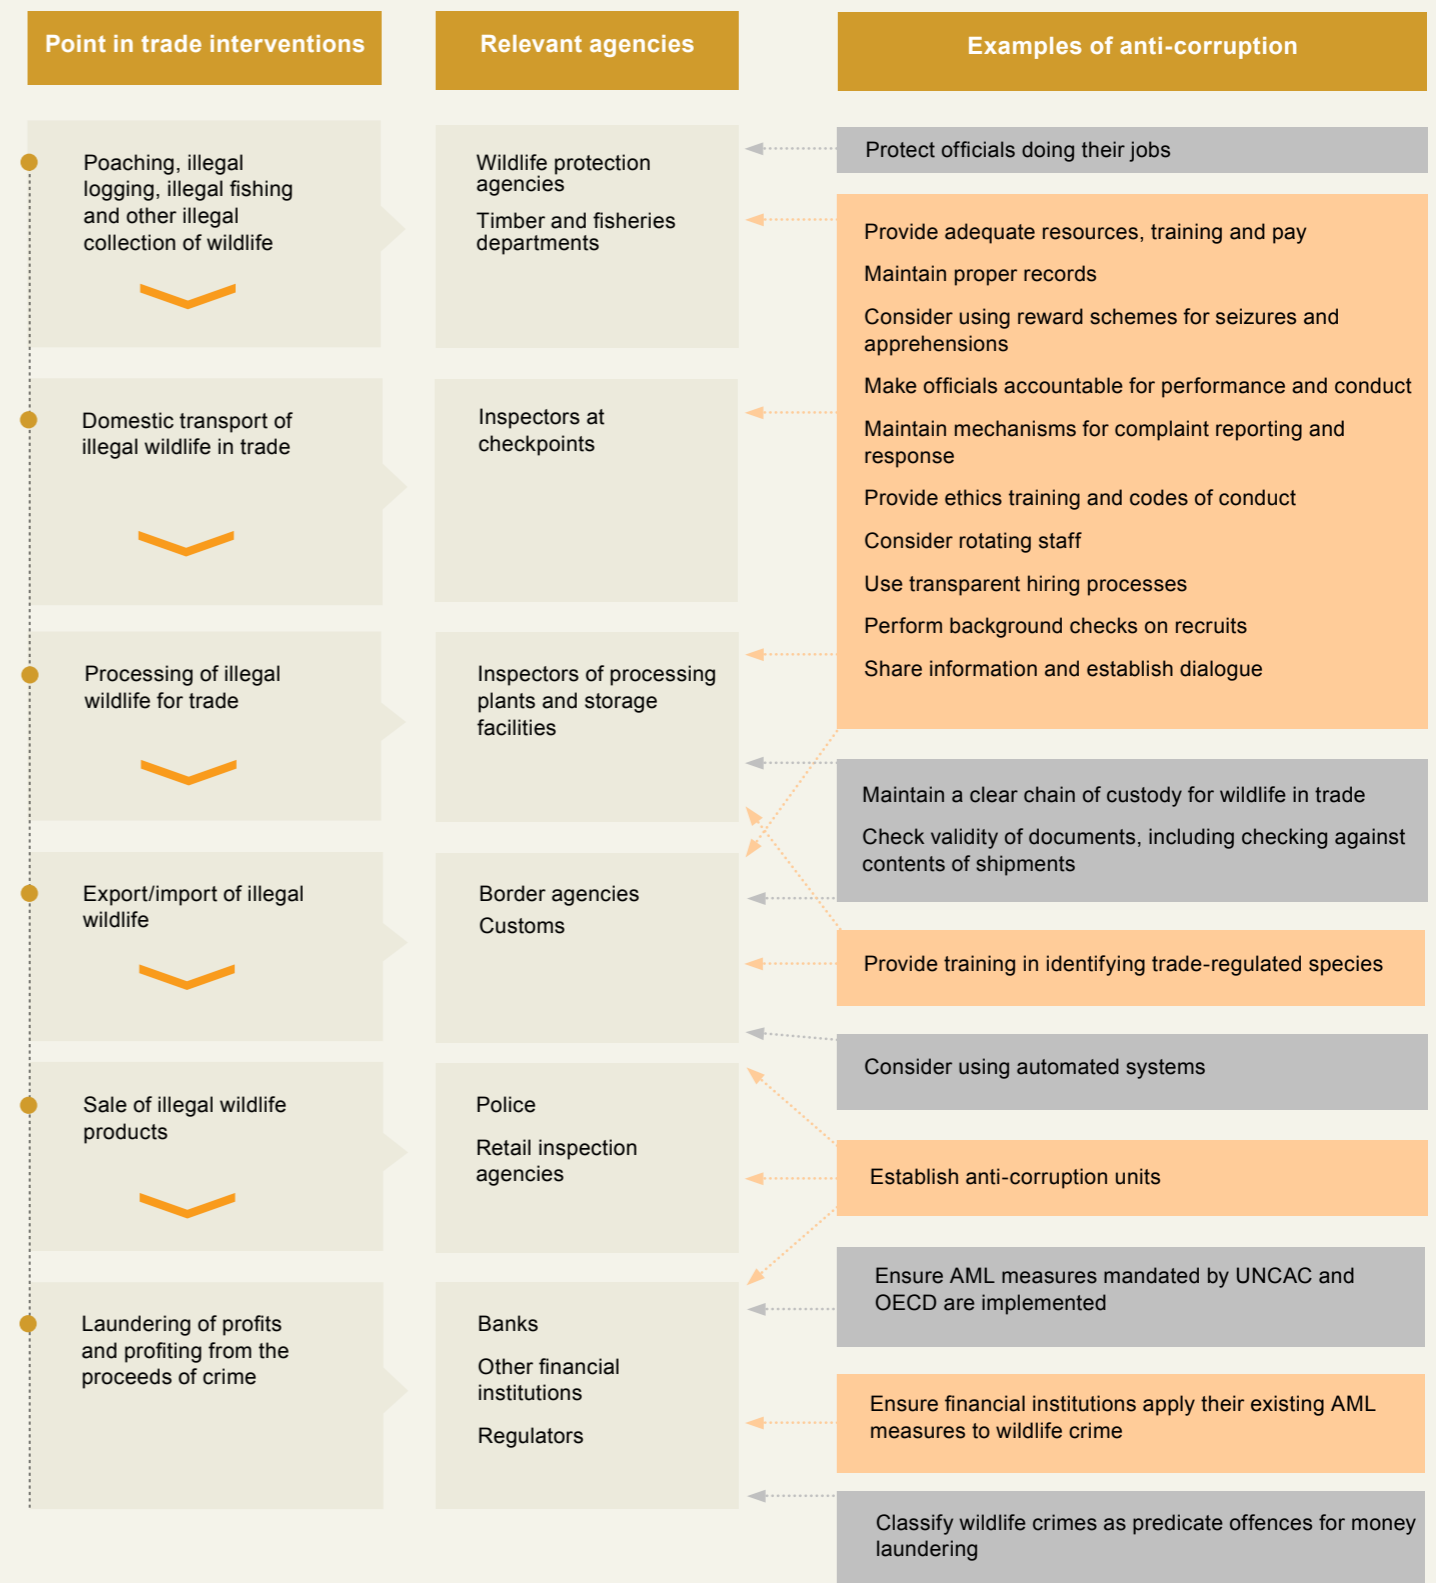 Point in trade interventions
Relevant agencies
Examples of anti-corruption
Poaching, illegal
logging, illegal fishing
and other illegal
collection of wildlife
Wildlife protection
agencies
Timber and fisheries
departments
Protect officials doing their jobs
Provide adequate resources, training and pay
Maintain proper records
Consider using reward schemes for seizures and
apprehensions
Make officials accountable for performance and conduct
Maintain mechanisms for complaint reporting and
response
Provide ethics training and codes of conduct
Consider rotating staff
Use transparent hiring processes
Perform background checks on recruits
Share information and establish dialogue
Domestic transport of
illegal wildlife in trade
Inspectors at
checkpoints
Processing of illegal
wildlife for trade
Inspectors of processing
plants and storage
facilities
Maintain a clear chain of custody for wildlife in trade
Check validity of documents, including checking against
contents of shipments
Export/import of illegal
wildlife
Border agencies
Customs
Provide training in identifying trade-regulated species
Consider using automated systems
Sale of illegal wildlife
products
Police
Retail inspection
agencies
Establish anti-corruption units
Ensure AML measures mandated by UNCAC and
OECD are implemented
Laundering of profits
and profiting from the
proceeds of crime
Banks
Other financial
institutions
Regulators
Ensure financial institutions apply their existing AML
measures to wildlife crime
Classify wildlife crimes as predicate offences for money
laundering